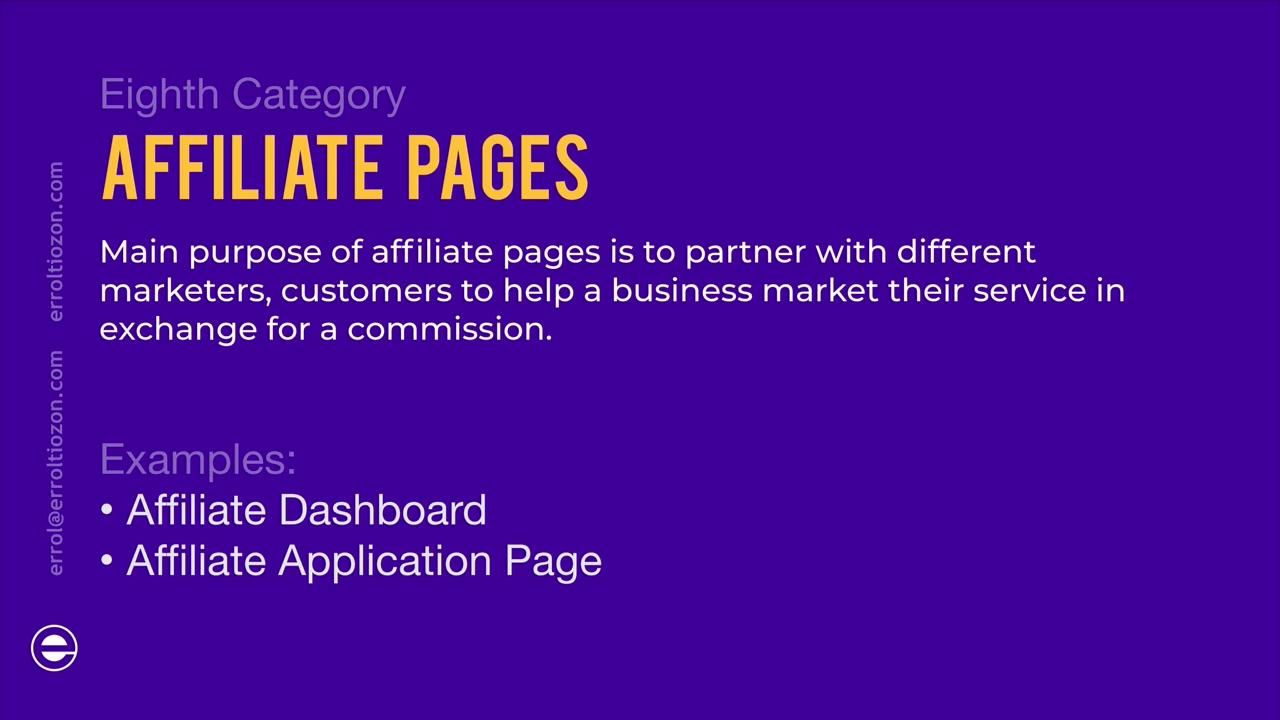 Eighth Category
AFFILIATE PAGES
Main purpose of affiliate pages is to partner with different
marketers, customers to help a business market their service in
exchange for a commission.
Examples:
• Affiliate Dashboard
• Affiliate Application Page
errol@erroltiozon.com erroltiozon.com
e